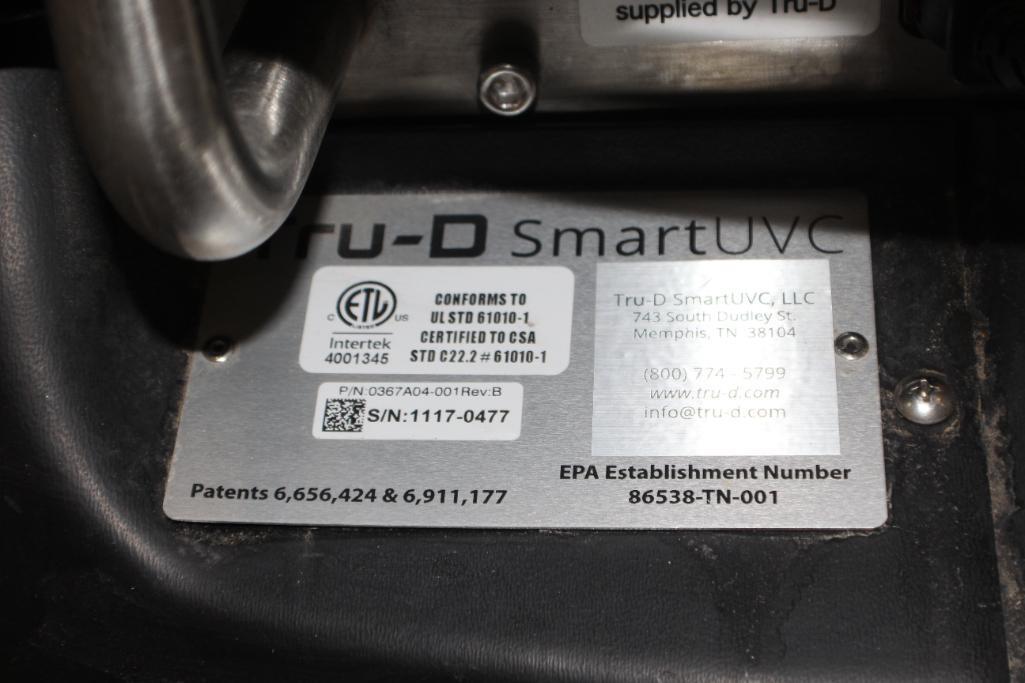 supplied by Tru-D
Tru-D SmartUVC
ETL
LISTED
C US
Intertek
4001345
CONFORMS TO
UL STD 61010-1
CERTIFIED TO CSA
STD C22.2 # 61010-1
P/N:0367A04-001Rev:B
S/N:1117-0477
Patents 6,656,424 & 6,911,177
Tru-D SmartUVC, LLC
743 South Dudley St.
Memphis, TN 38104
(800) 774 - 5799
www.tru-d.com
info@tru-d.com
EPA Establishment Number
86538-TN-001